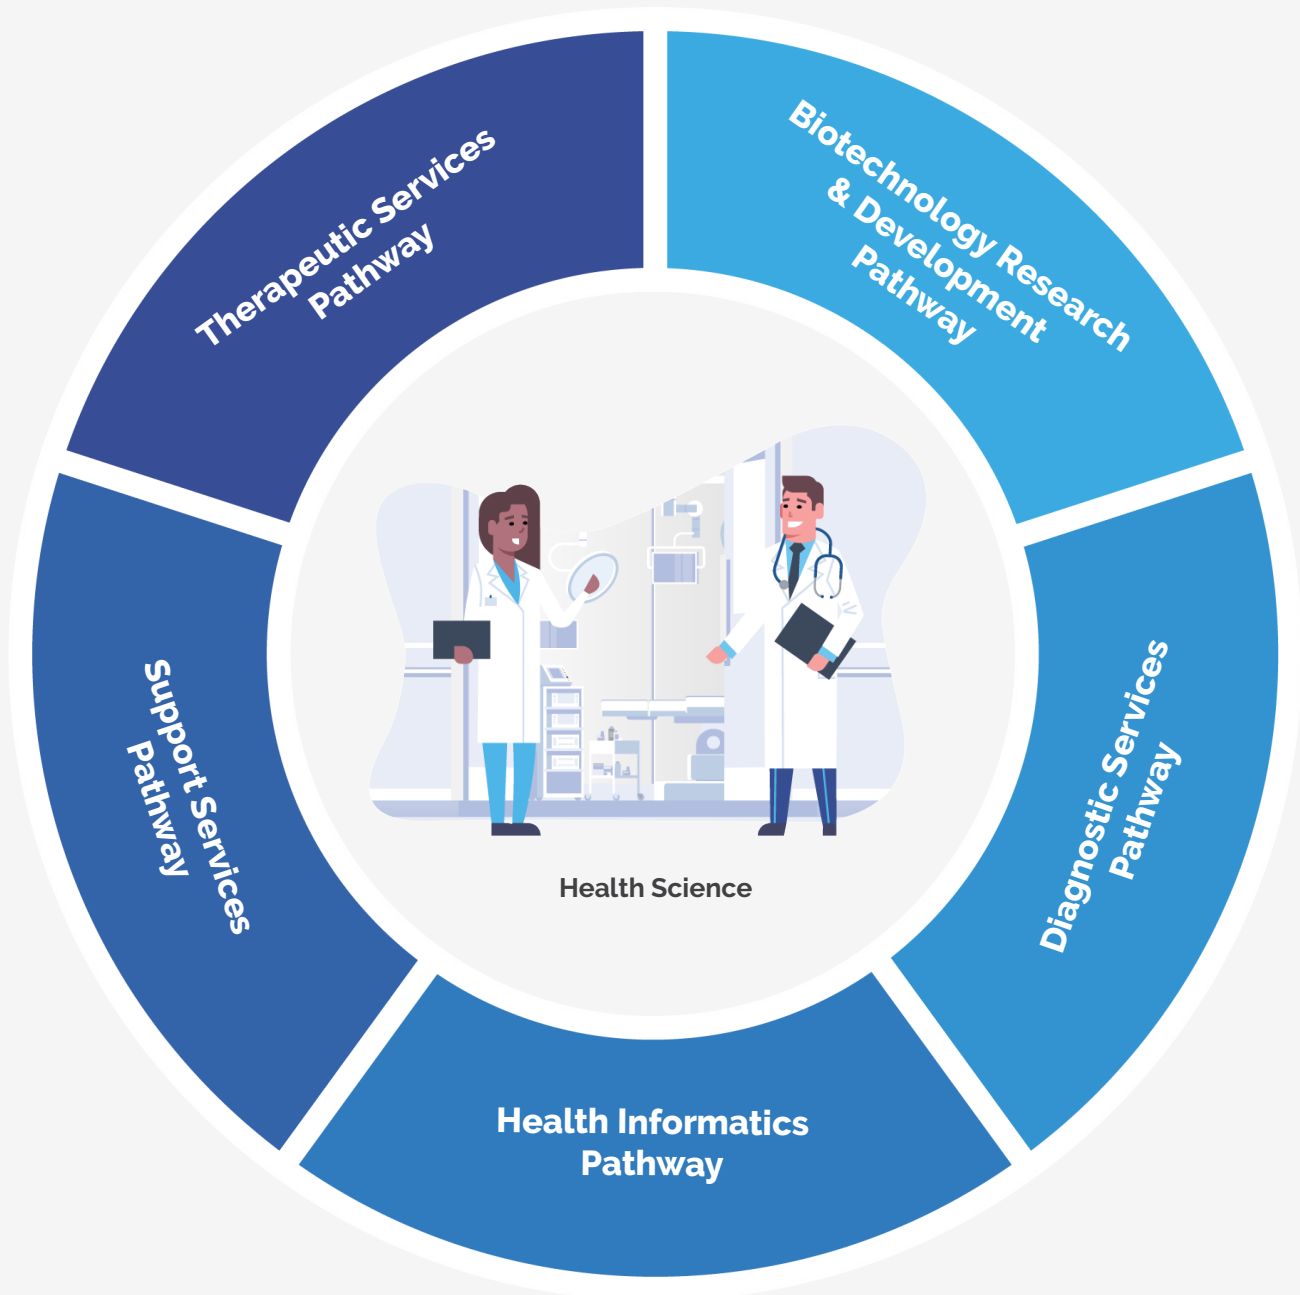 Therapeutic Services
Pathway
Biotechnology Research
& Development
Pathway
Diagnostic Services
Pathway
Health Informatics
Pathway
Support Services
Pathway
Health Science